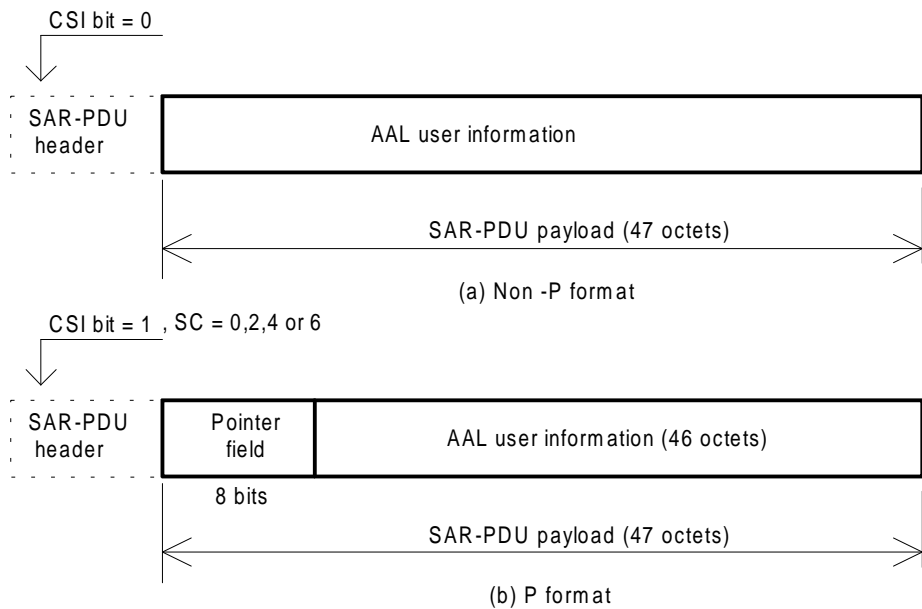 CSI bit = 0
SAR-PDU
header
AAL user information
SAR-PDU payload (47 octets)
(a) Non -P format
CSI bit = 1 , SC = 0,2,4 or 6
SAR-PDU
header
Pointer
field
AAL user information (46 octets)
8 bits
SAR-PDU payload (47 octets)
(b) P format